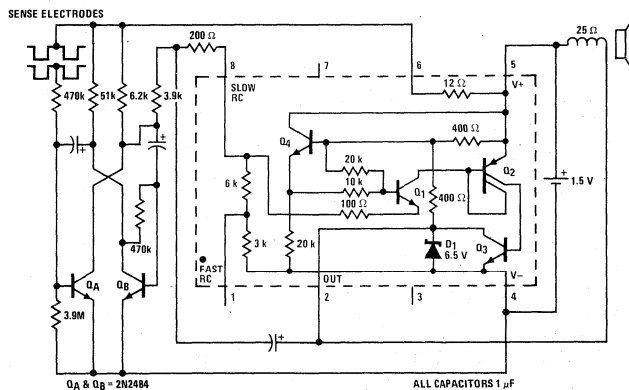 SENSE ELECTRODES
200 Ω
25 Ω
8
7
6
5
SLOW
RC
12 Ω
V+
470k
51k
6.2k
3.9k
+
+
Q4
400 Ω
20 k
10 k
Q1
Q2
400 Ω
1.5 V
+
6 k
100 Ω
470k
3 k
20 k
D1
6.5 V
Q3
FAST
RC
OUT
V−
QA
QB
1
2
3
4
3.9M
+
QA & QB = 2N2484
ALL CAPACITORS 1 μF